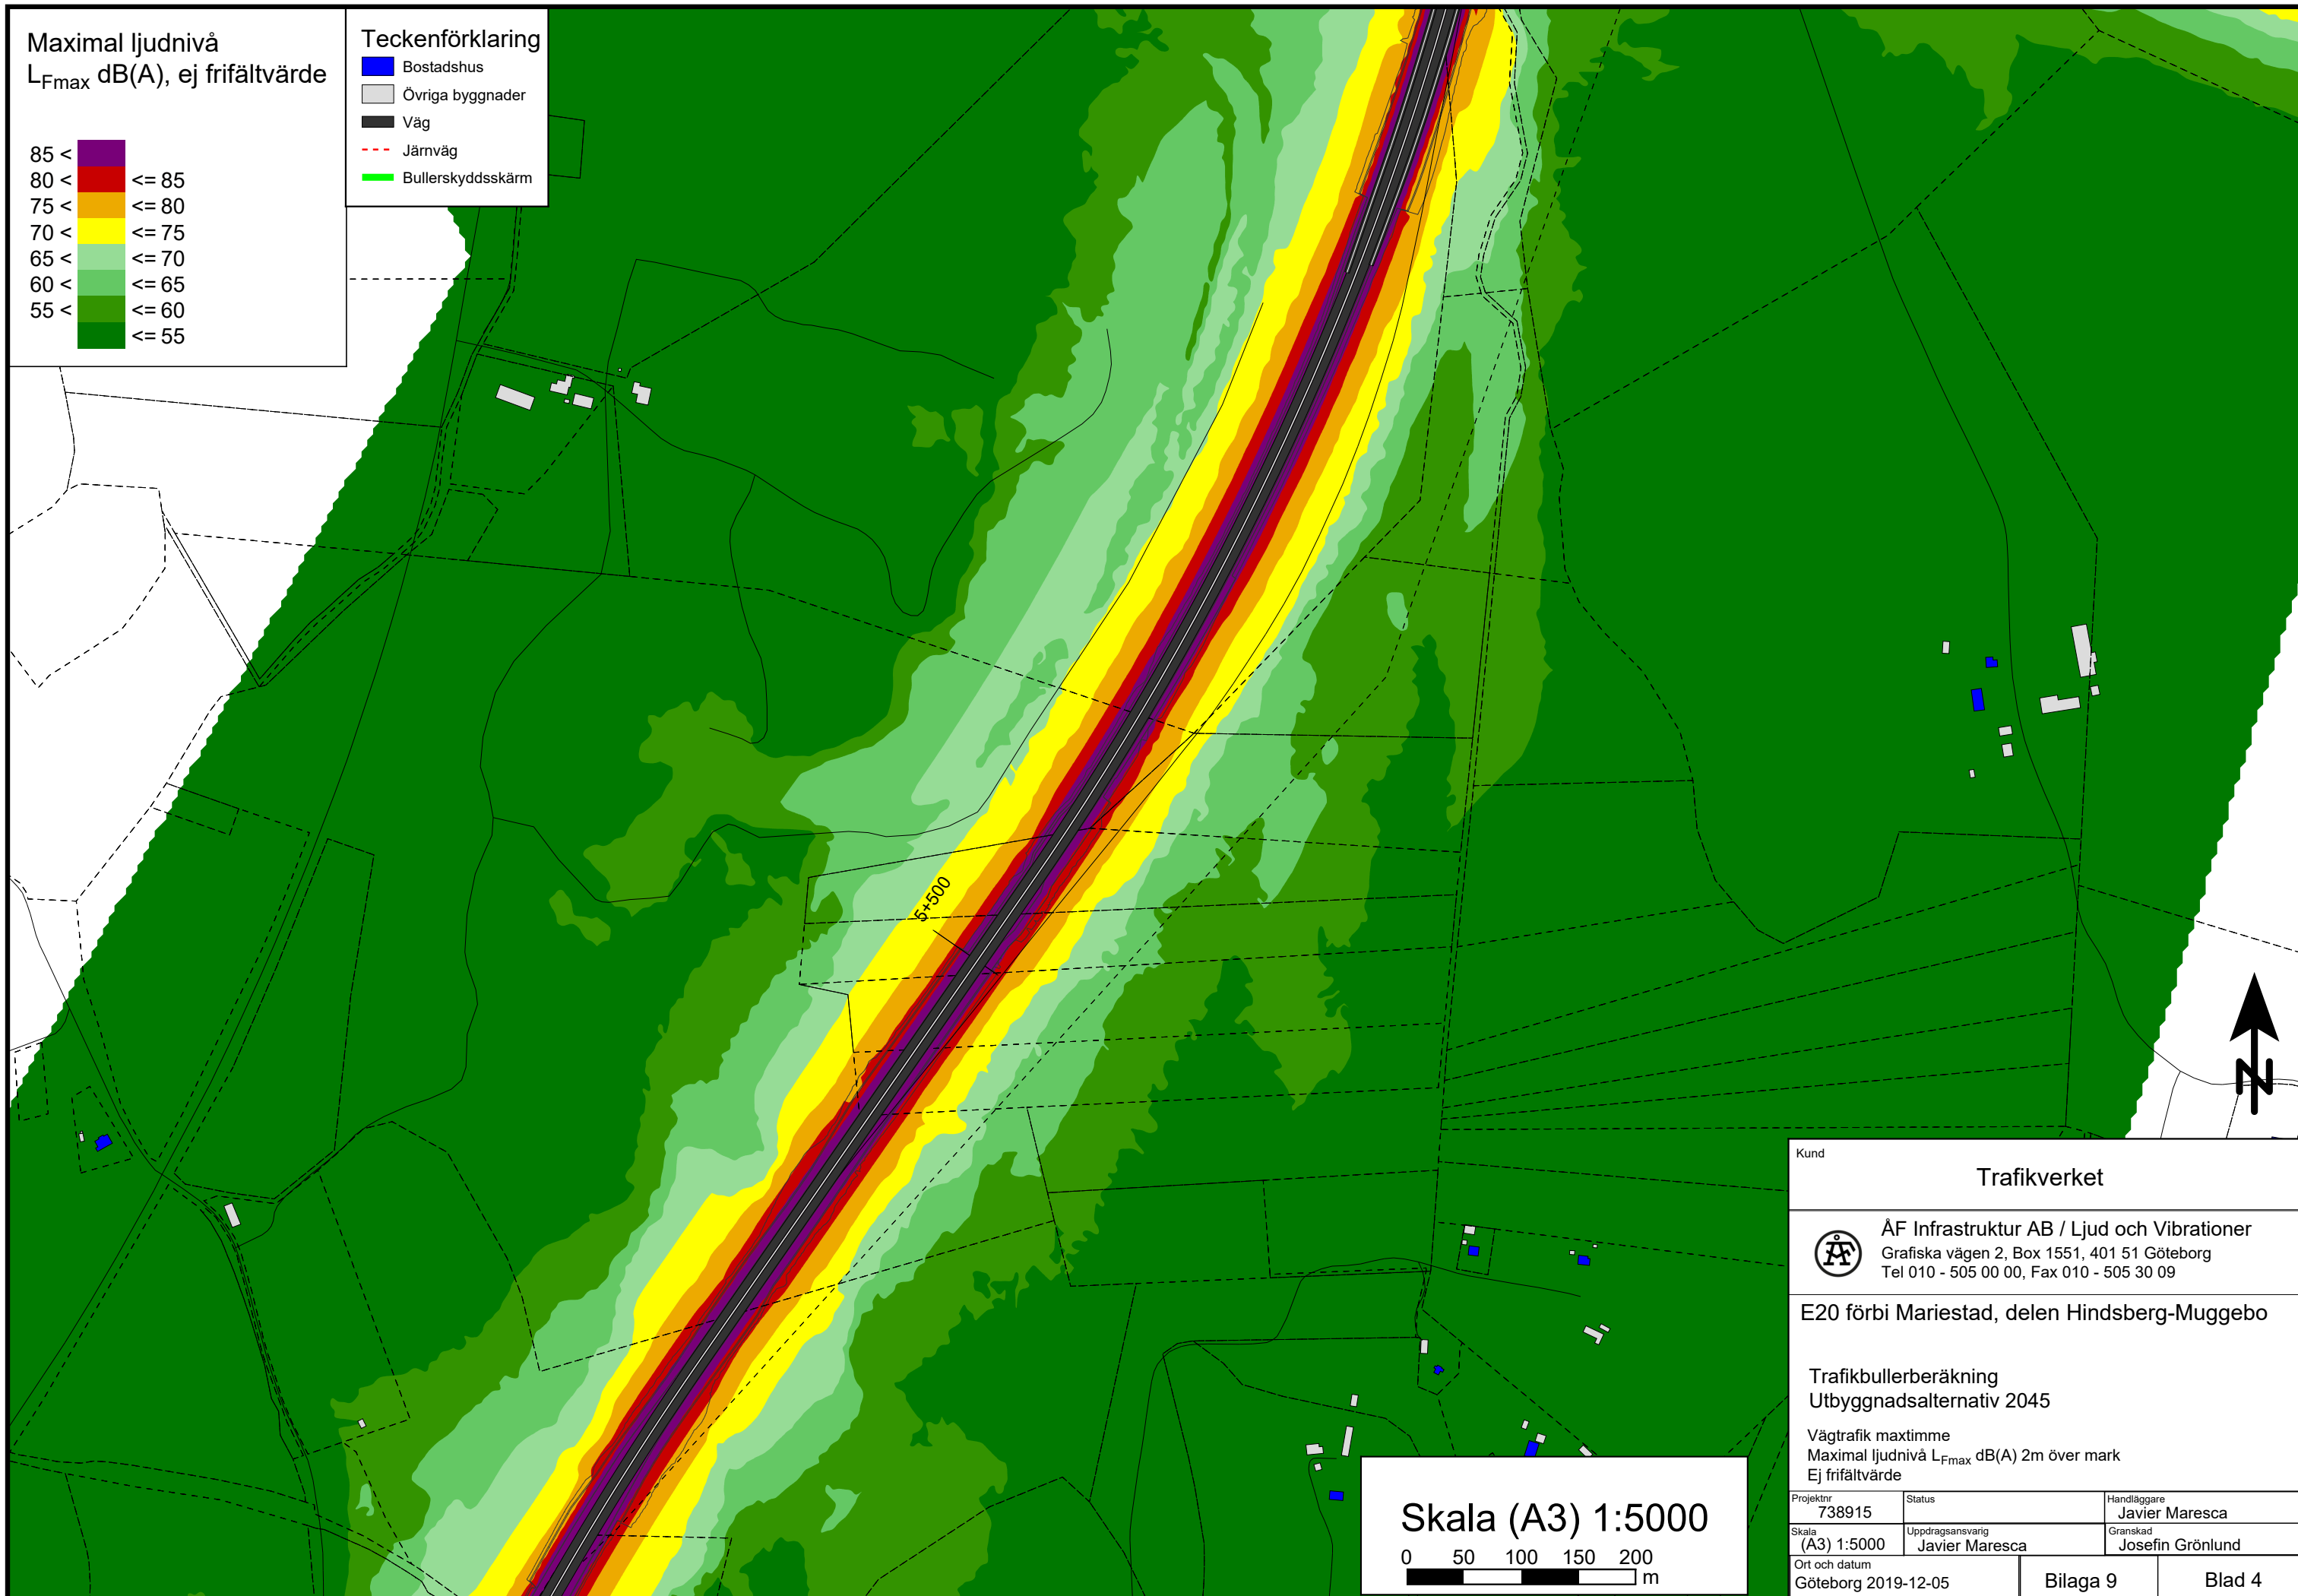 Maximal ljudnivå
LFmax dB(A), ej frifältvärde
85 <
80 < <= 85
75 < <= 80
70 < <= 75
65 < <= 70
60 < <= 65
55 < <= 60
<= 55
Teckenförklaring
Bostadshus
Övriga byggnader
Väg
Järnväg
Bullerskyddsskärm
5+500
N
Skala (A3) 1:5000
0 50 100 150 200
m
Kund
Trafikverket
ÅF
ÅF Infrastruktur AB / Ljud och Vibrationer
Grafiska vägen 2, Box 1551, 401 51 Göteborg
Tel 010 - 505 00 00, Fax 010 - 505 30 09
E20 förbi Mariestad, delen Hindsberg-Muggebo
Trafikbullerberäkning
Utbyggnadsalternativ 2045
Vägtrafik maxtimme
Maximal ljudnivå LFmax dB(A) 2m över mark
Ej frifältvärde
Projektnr Status Handläggare
738915 Javier Maresca
Skala Uppdragsansvarig Granskad
(A3) 1:5000 Javier Maresca Josefin Grönlund
Ort och datum
Göteborg 2019-12-05 Bilaga 9 Blad 4